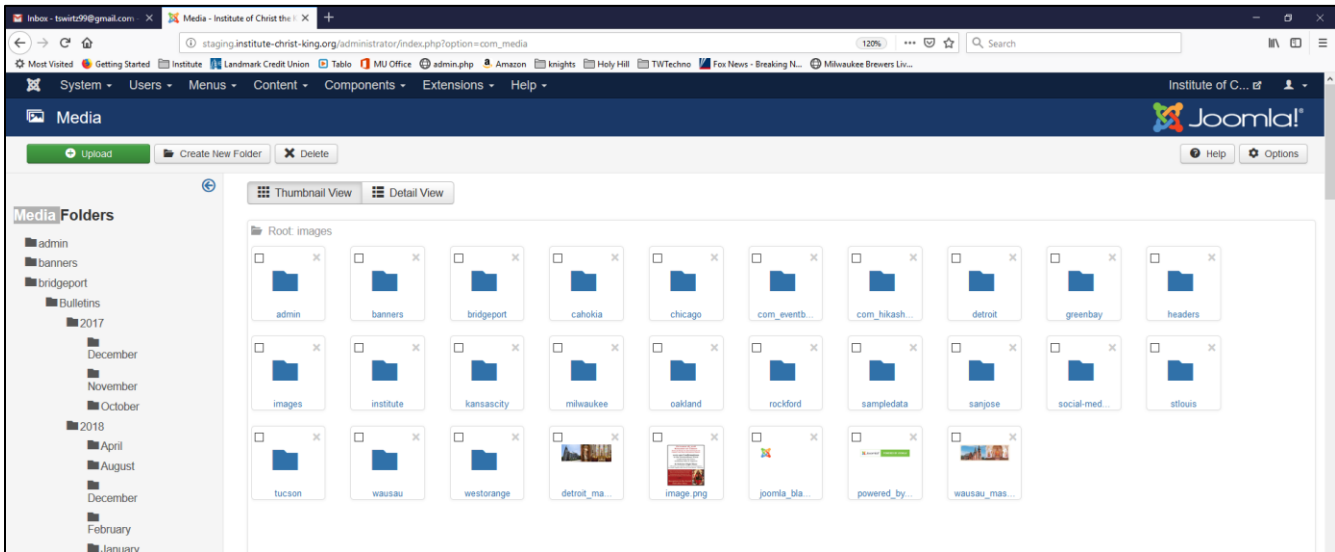 Inbox - tswirtz99@gmail.com -
Media - Institute of Christ the K
staging.institute-christ-king.org/administrator/index.php?option=com_media
120%
Search
Most Visited Getting Started Institute Landmark Credit Union Tablo MU Office admin.php Amazon knights Holy Hill TWTechno Fox News - Breaking N... Milwaukee Brewers Liv...
System Users Menus Content Components Extensions Help Institute of C...
Media Joomla!®
Upload Create New Folder Delete Help Options
Thumbnail View Detail View
Media Folders
admin
banners
bridgeport
Bulletins
2017
December
November
October
2018
April
August
December
February
January
Root: images
admin banners bridgeport cahokia chicago com_eventb... com_hikash... detroit greenbay headers
images institute kansascity milwaukee oakland rockford sampledata sanjose social-med... stlouis
tucson wausau westorange detroit_ma... image.png joomla_bla... powered_by... wausau_mas...